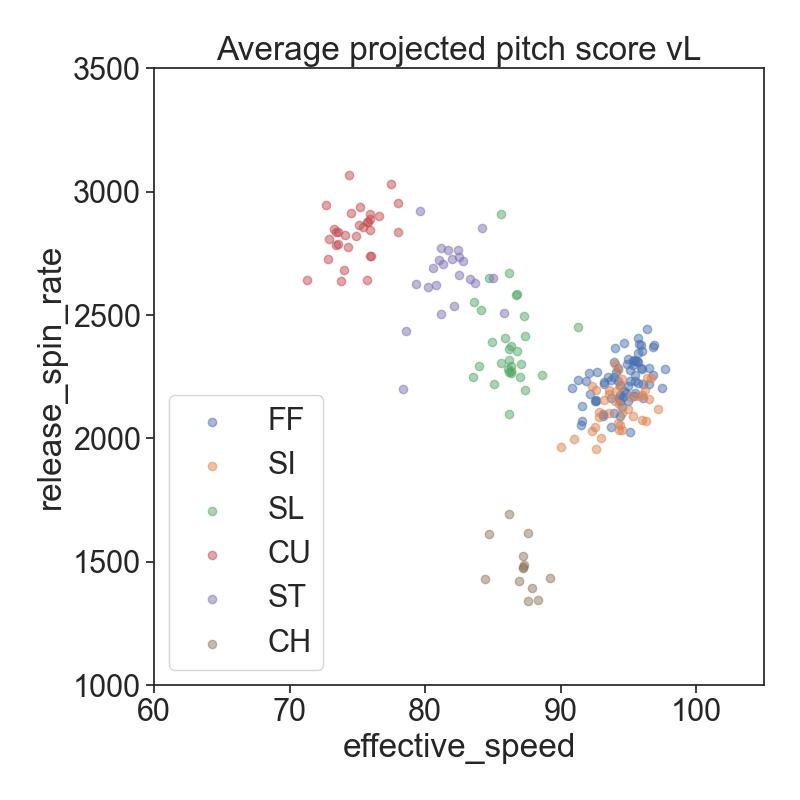 Average projected pitch score vL
release_spin_rate
3500
3000
2500
2000
1500
1000
FF
SI
SL
CU
ST
CH
60
70
80
90
100
effective_speed